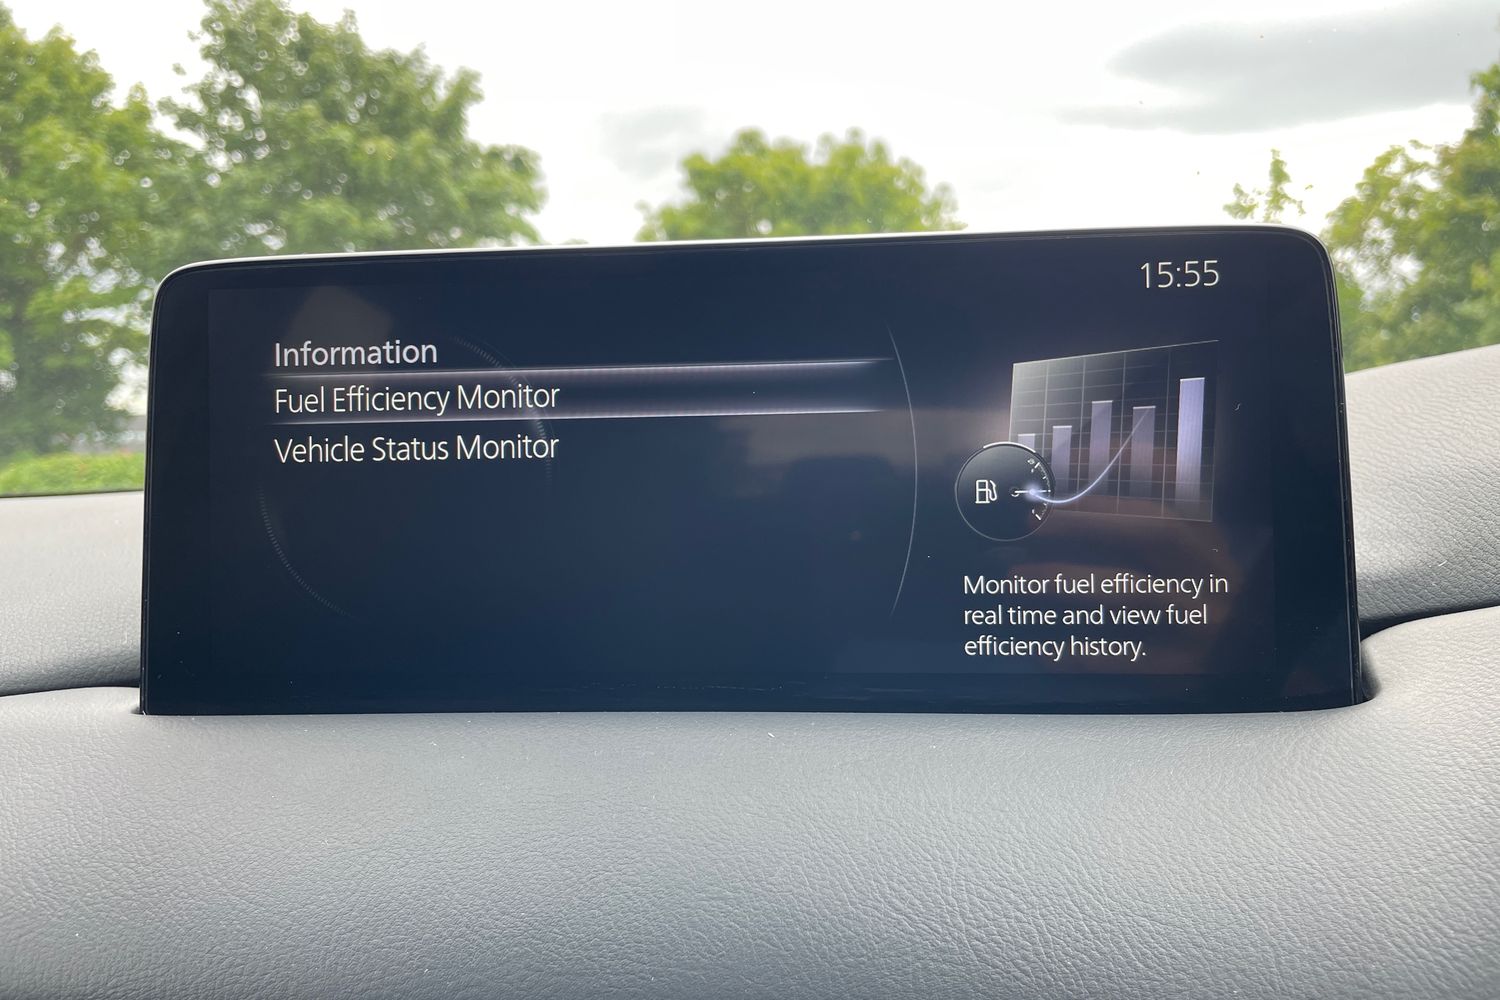 15:55
Information
Fuel Efficiency Monitor
Vehicle Status Monitor
Monitor fuel efficiency in
real time and view fuel
efficiency history.